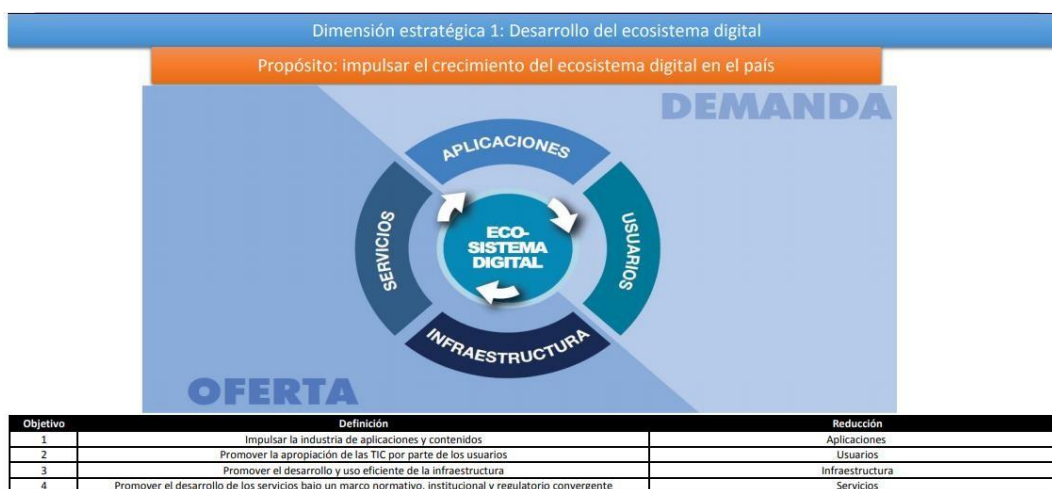 Dimensión estratégica 1: Desarrollo del ecosistema digital
Propósito: impulsar el crecimiento del ecosistema digital en el país
DEMANDA
APLICACIONES
SERVICIOS
USUARIOS
ECO-
SISTEMA
DIGITAL
INFRAESTRUCTURA
OFERTA
Objetivo Definición Reducción
1 Impulsar la industria de aplicaciones y contenidos Aplicaciones
2 Promover la apropiación de las TIC por parte de los usuarios Usuarios
3 Promover el desarrollo y uso eficiente de la infraestructura Infraestructura
4 Promover el desarrollo de los servicios bajo un marco normativo, institucional y regulatorio convergente Servicios